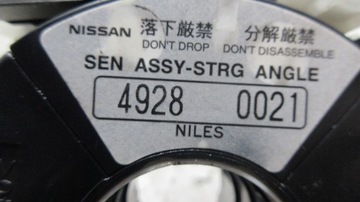 NISSAN 落下厳禁 分解厳禁
DON'T DROP DON'T DISASSEMBLE
SEN ASSY-STRG ANGLE
4928 0021
NILES